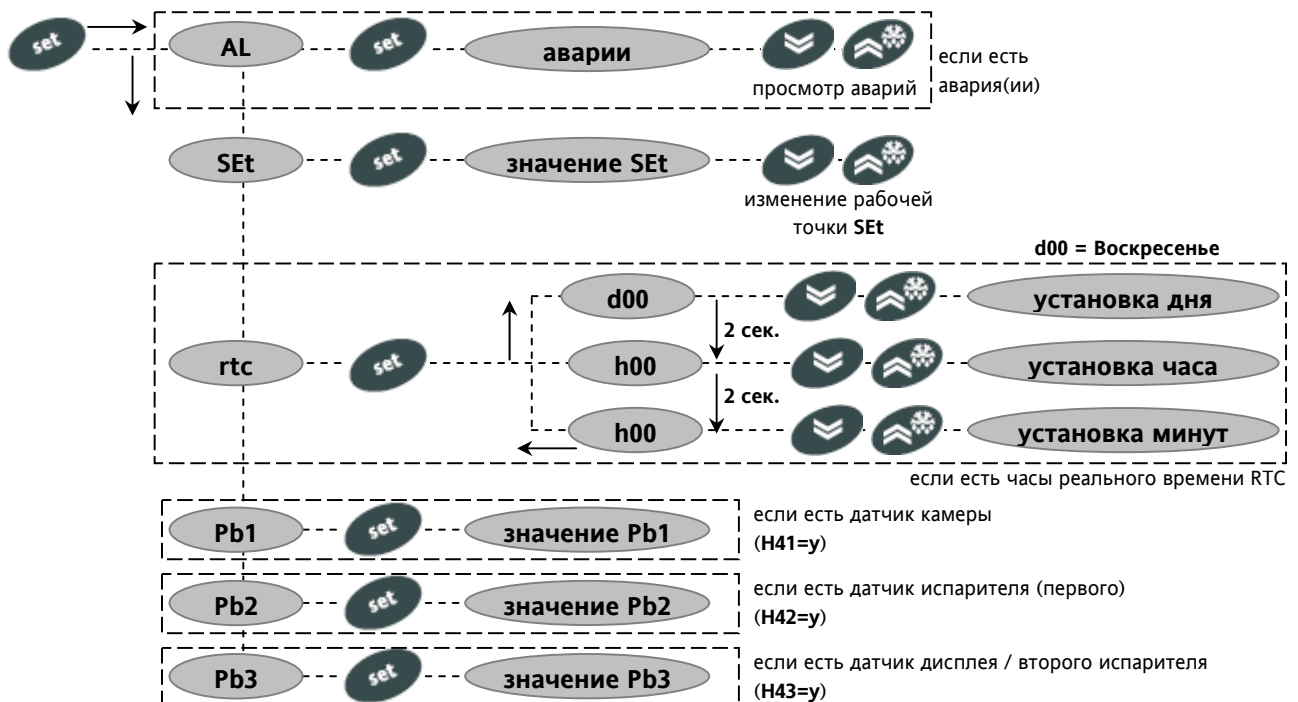 set AL set аварии
если есть
просмотр аварий авария(ии)
SEt set значение SEt
изменение рабочей
точки SEt
d00 = Воскресенье
d00 установка дня
2 сек.
rtc set h00 установка часа
2 сек.
h00 установка минут
если есть часы реального времени RTC
Pb1 set значение Pb1
если есть датчик камеры
(H41=y)
Pb2 set значение Pb2
если есть датчик испарителя (первого)
(H42=y)
Pb3 set значение Pb3
если есть датчик дисплея / второго испарителя
(H43=y)